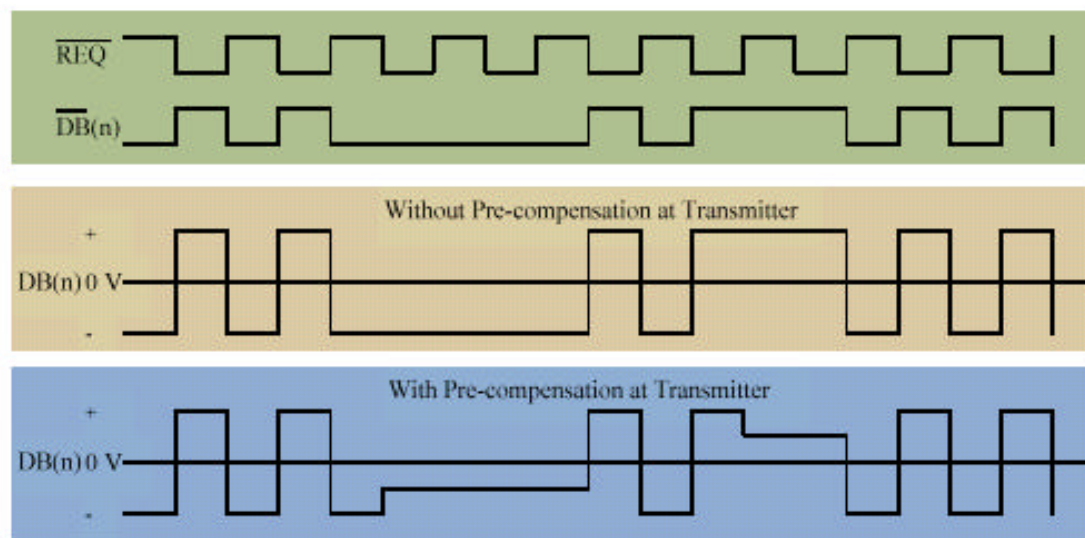 REQ
DB(n)
Without Pre-compensation at Transmitter
+
DB(n) 0 V
-
With Pre-compensation at Transmitter
+
DB(n) 0 V
-